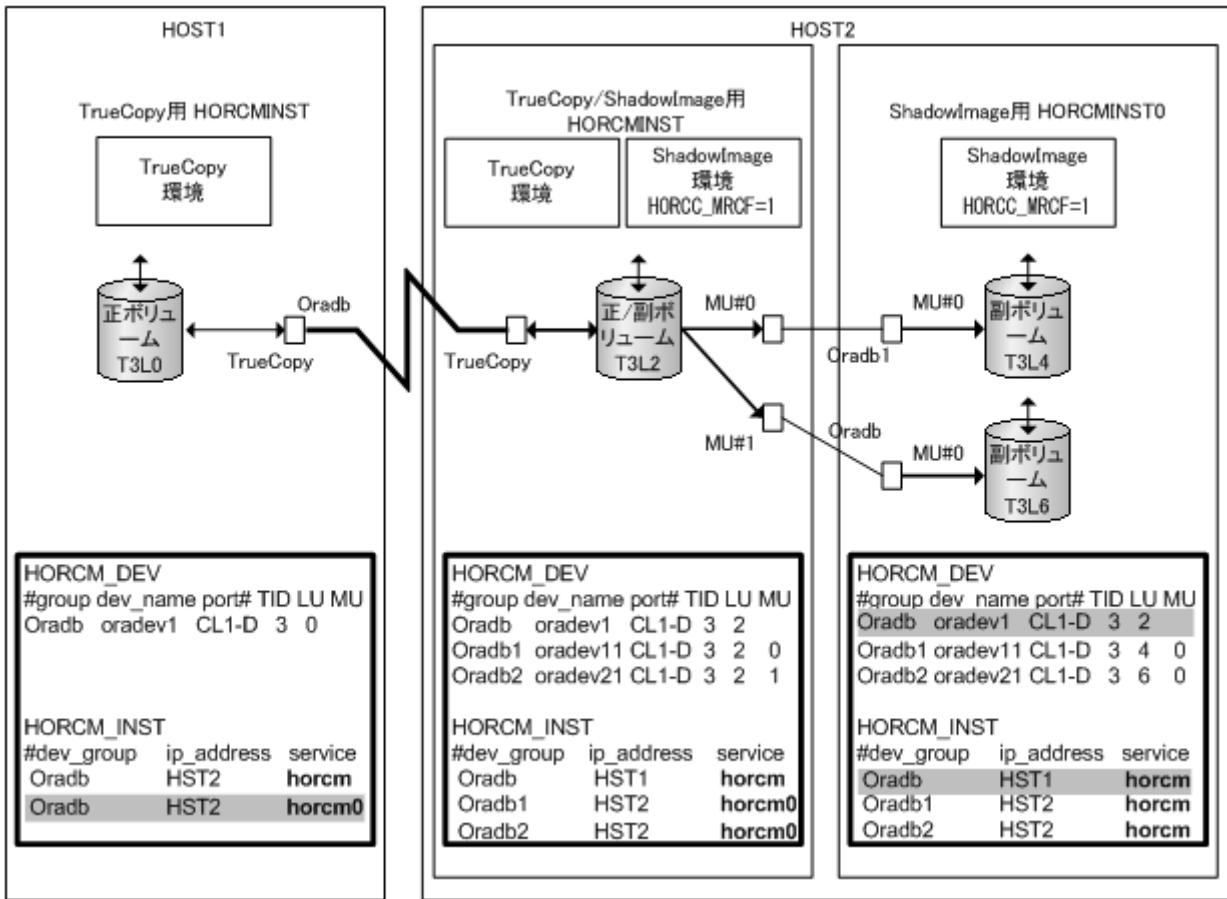 HOST1
TrueCopy用 HORCMINST
TrueCopy
環境
正ボリュ
ーム
T3L0
Oradb
TrueCopy
HORCM_DEV
#group dev_name port# TID LU MU
Oradb oradev1 CL1-D 3 0
HORCM_INST
#dev_group ip_address service
Oradb HST2 horcm
Oradb HST2 horcm0
HOST2
TrueCopy/ShadowImage用
HORCMINST
TrueCopy
環境
ShadowImage
環境
HORCC_MRCF=1
TrueCopy
正/副ボ
リューム
T3L2
MU#0
MU#1
Oradb1
Oradb
HORCM_DEV
#group dev_name port# TID LU MU
Oradb oradev1 CL1-D 3 2
Oradb1 oradev11 CL1-D 3 2 0
Oradb2 oradev21 CL1-D 3 2 1
HORCM_INST
#dev_group ip_address service
Oradb HST1 horcm
Oradb1 HST2 horcm0
Oradb2 HST2 horcm0
ShadowImage用 HORCMINST0
ShadowImage
環境
HORCC_MRCF=1
MU#0
副ボリュ
ーム
T3L4
MU#0
副ボリュ
ーム
T3L6
HORCM_DEV
#group dev_name port# TID LU MU
Oradb oradev1 CL1-D 3 2
Oradb1 oradev11 CL1-D 3 4 0
Oradb2 oradev21 CL1-D 3 6 0
HORCM_INST
#dev_group ip_address service
Oradb HST1 horcm
Oradb1 HST2 horcm
Oradb2 HST2 horcm